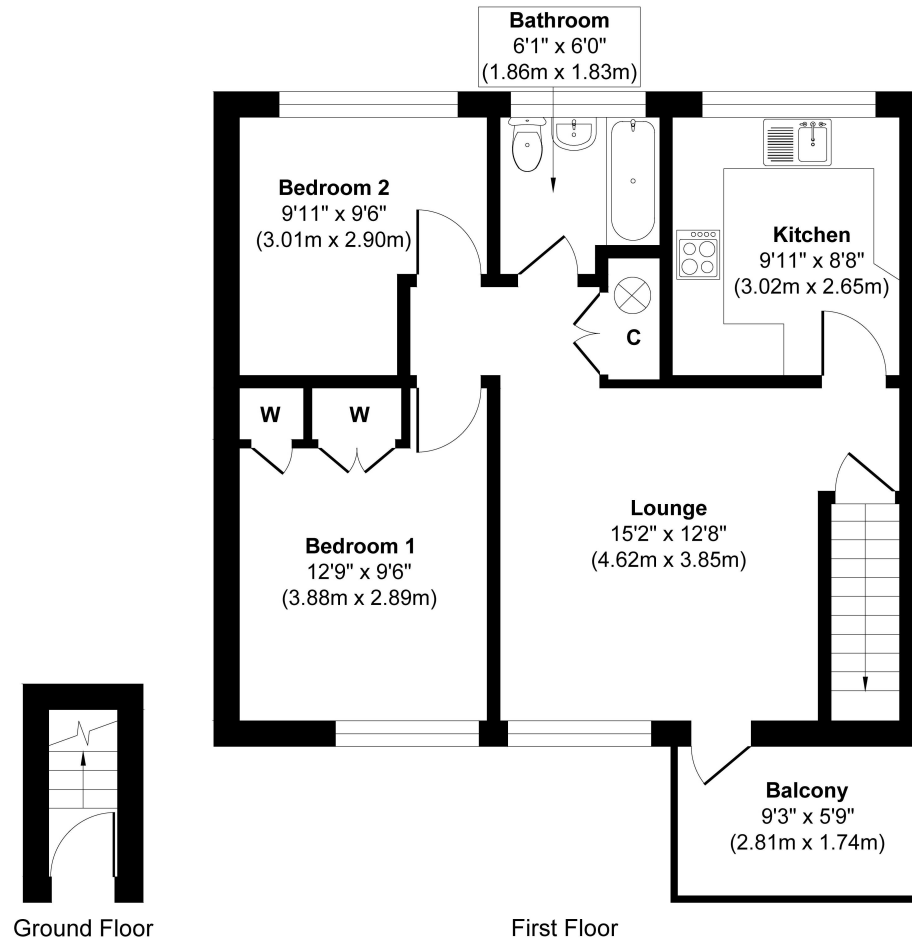 Bathroom
6'1" x 6'0"
(1.86m x 1.83m)
Bedroom 2
9'11" x 9'6"
(3.01m x 2.90m)
Kitchen
9'11" x 8'8"
(3.02m x 2.65m)
C
W
W
Lounge
15'2" x 12'8"
(4.62m x 3.85m)
Bedroom 1
12'9" x 9'6"
(3.88m x 2.89m)
Balcony
9'3" x 5'9"
(2.81m x 1.74m)
Ground Floor
First Floor